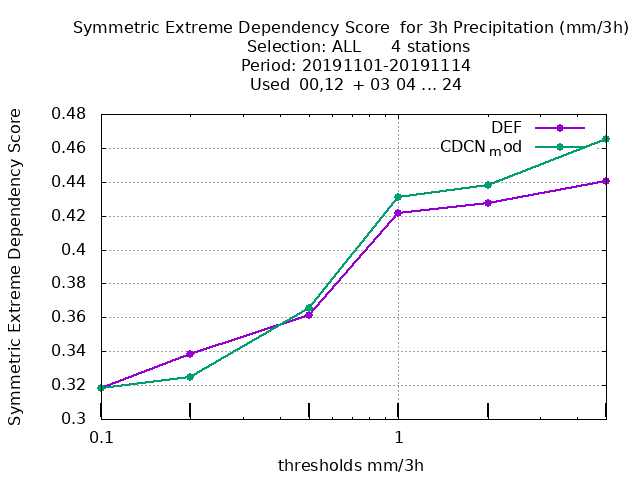 Symmetric Extreme Dependency Score  for 3h Precipitation (mm/3h)
Selection: ALL      4 stations
Period: 20191101-20191114
Used  00,12  + 03 04 ... 24
Symmetric Extreme Dependency Score
0.48
0.46
0.44
0.42
0.4
0.38
0.36
0.34
0.32
0.3
DEF
CDCNmod
0.1
1
thresholds mm/3h